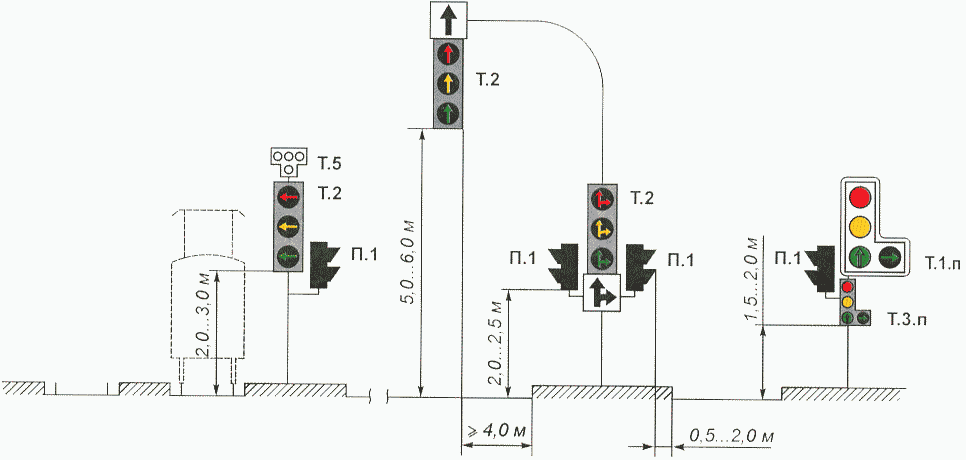 Т.2
Т.5
Т.2
П.1
2,0...3,0 м
5,0...6,0 м
Т.2
П.1
П.1
2,0...2,5 м
П.1
Т.1.п
Т.3.п
1,5...2,0 м
⩾ 4,0 м
0,5...2,0 м